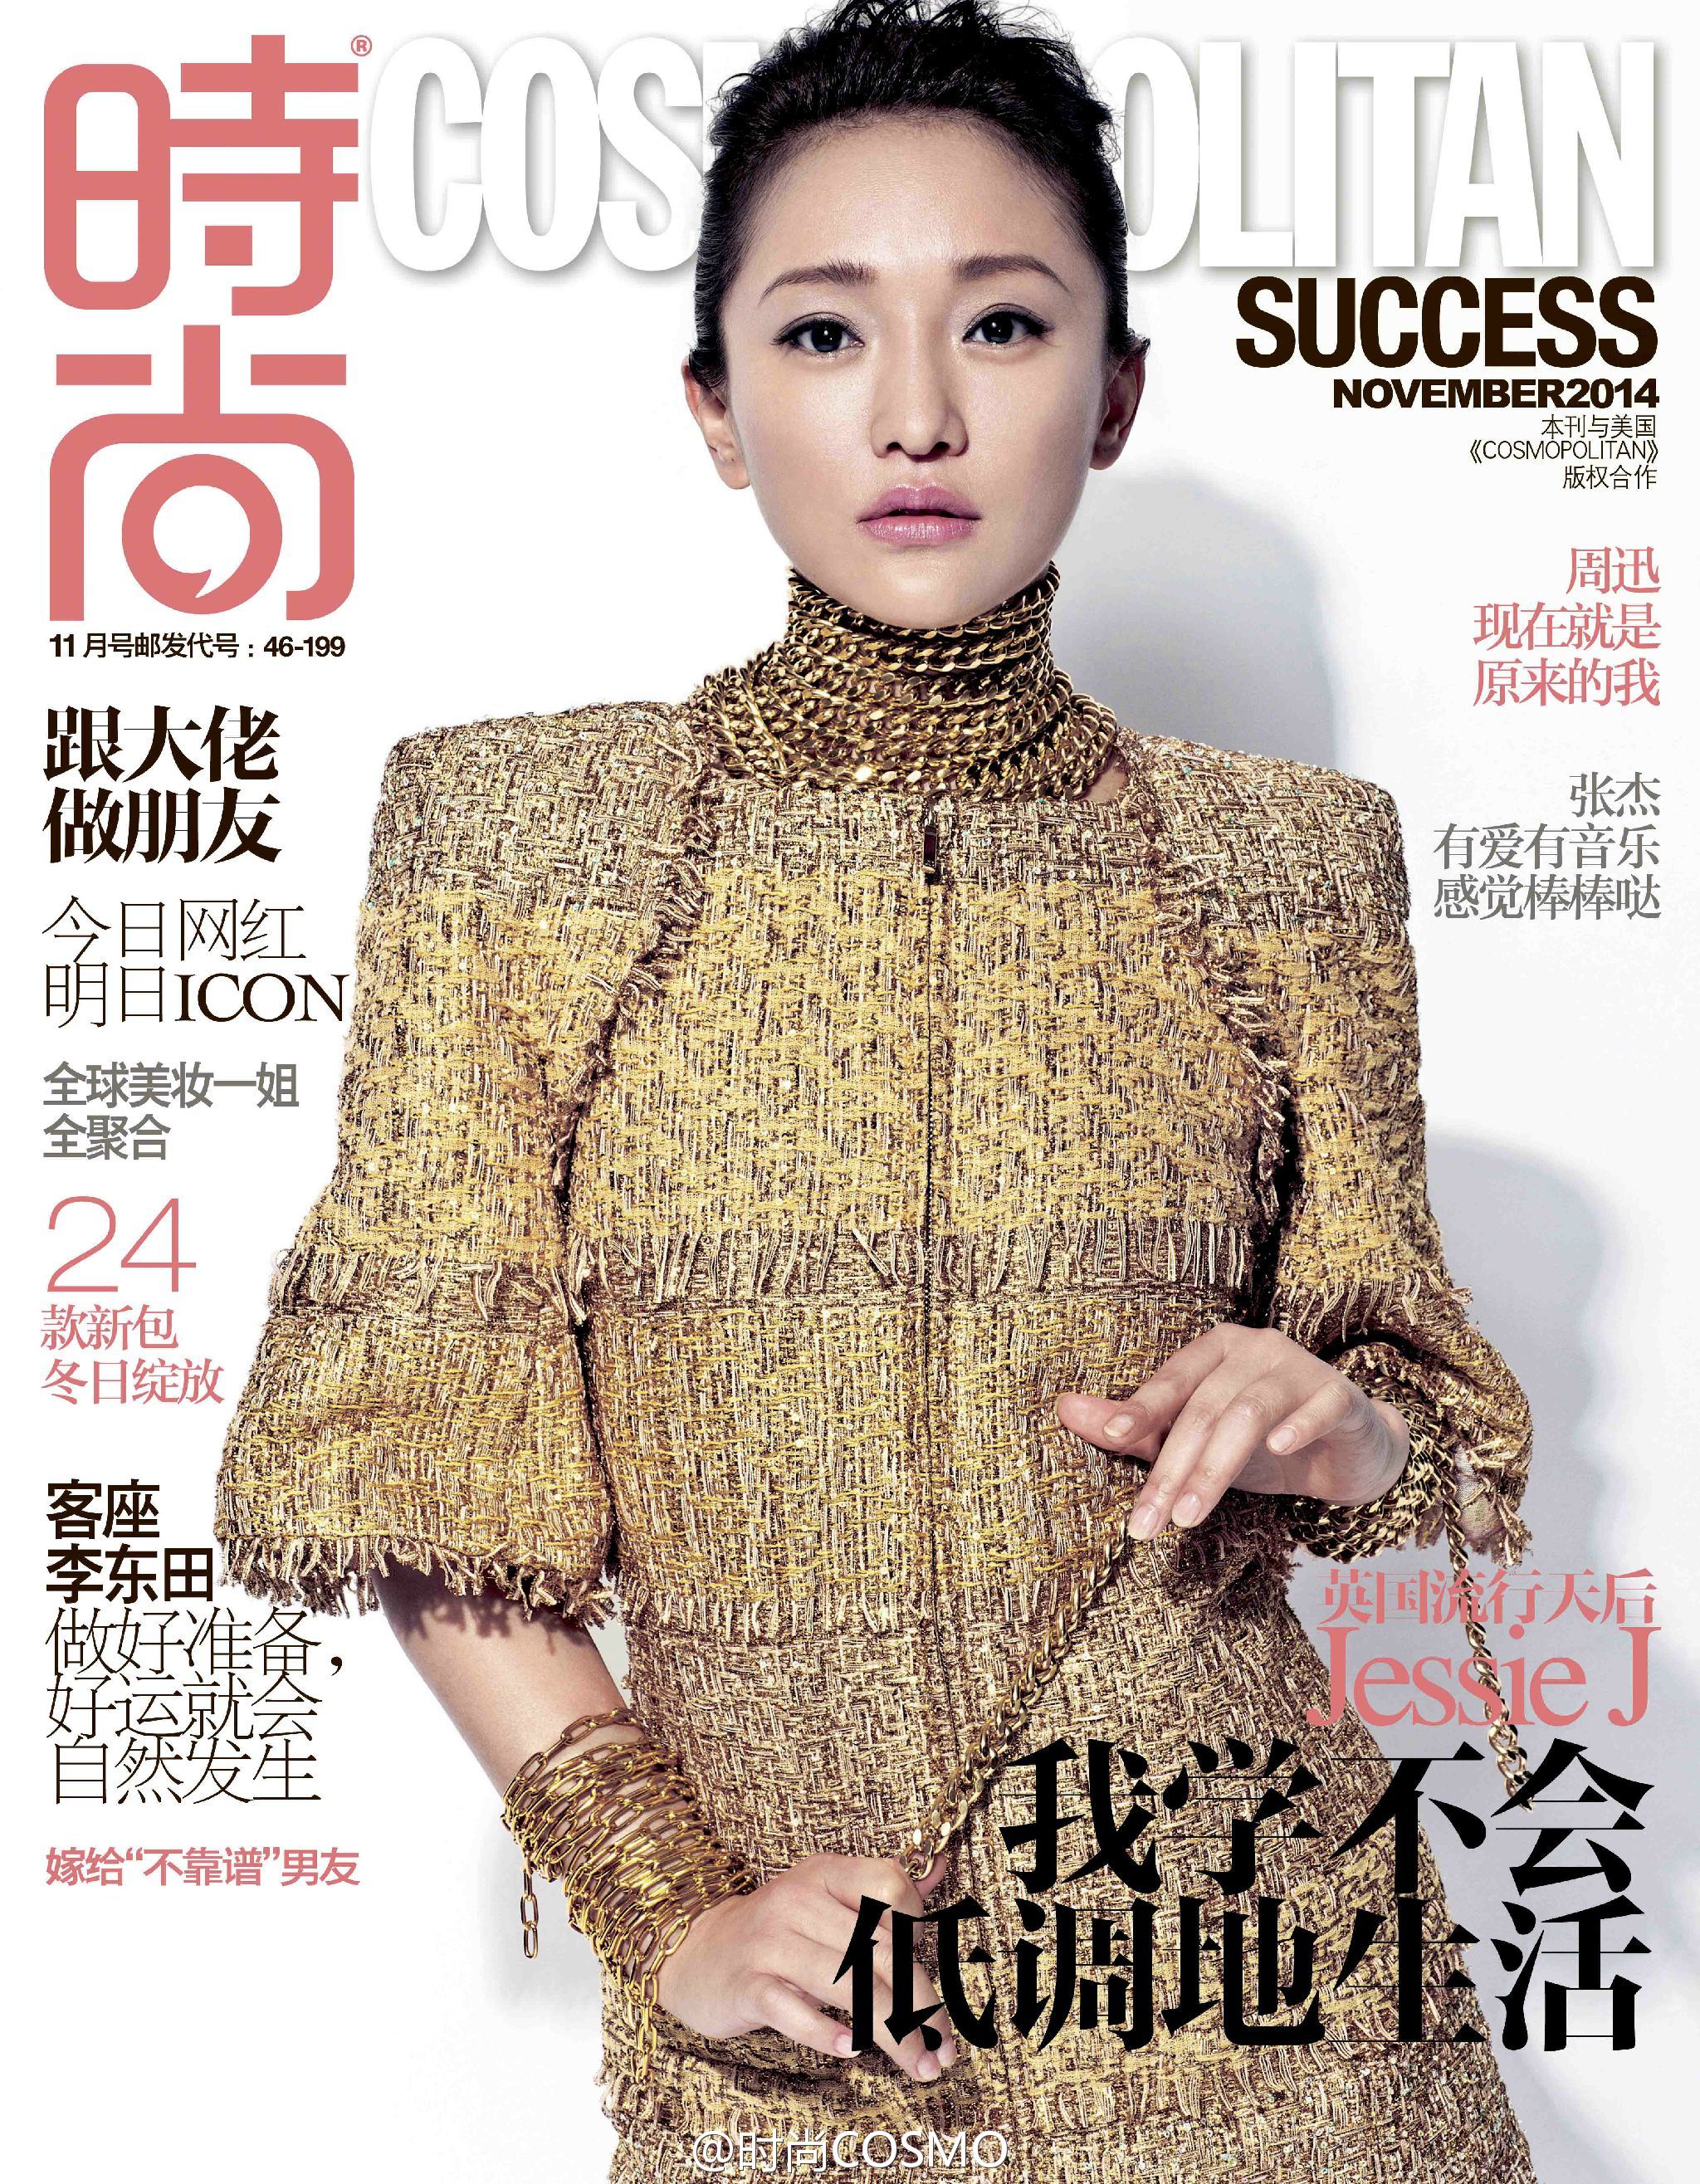 時尚®
COSMOPOLITAN
SUCCESS
NOVEMBER2014
本刊与美国
《COSMOPOLITAN》
版权合作
11月号邮发代号：46-199
跟大佬
做朋友
今日网红
明日ICON
全球美妆一姐
全聚合
24
款新包
冬日绽放
客座
李东田
做好准备，
好运就会
自然发生
嫁给“不靠谱”男友
周迅
现在就是
原来的我
张杰
有爱有音乐
感觉棒棒哒
英国流行天后
Jessie J
我学不会
低调地生活
@时尚COSMO